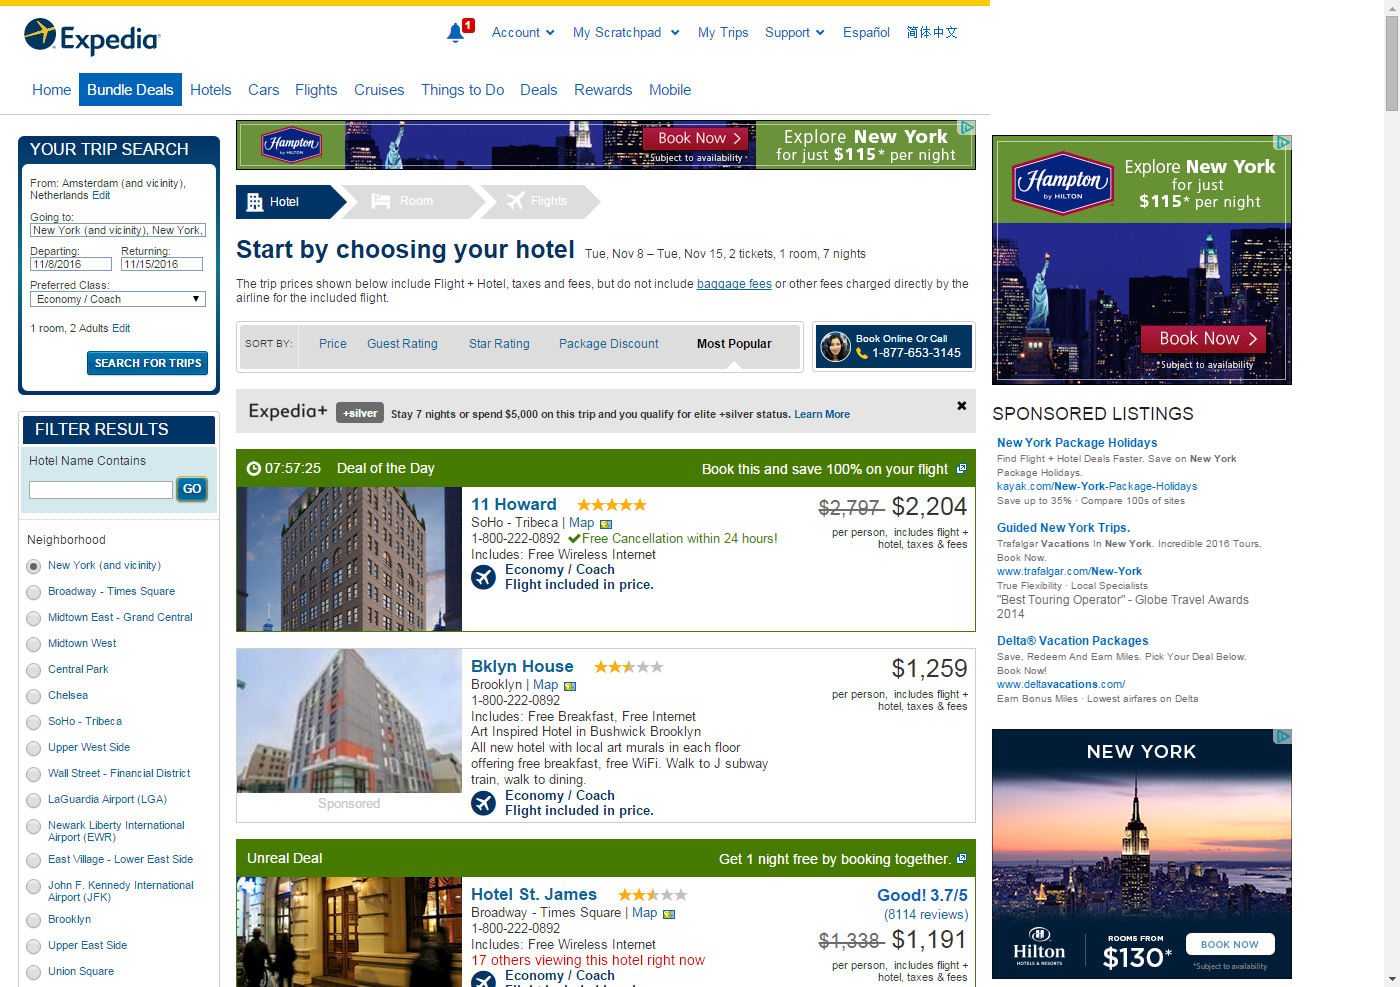 Expedia
1
Account
My Scratchpad
My Trips
Support
Español
简体中文
Home
Bundle Deals
Hotels
Cars
Flights
Cruises
Things to Do
Deals
Rewards
Mobile
YOUR TRIP SEARCH
From: Amsterdam (and vicinity),
Netherlands Edit
Going to:
New York (and vicinity), New York,
Departing:
Returning:
11/8/2016
11/15/2016
Preferred Class:
Economy / Coach
1 room, 2 Adults Edit
SEARCH FOR TRIPS
FILTER RESULTS
Hotel Name Contains
GO
Neighborhood
New York (and vicinity)
Broadway - Times Square
Midtown East - Grand Central
Midtown West
Central Park
Chelsea
SoHo - Tribeca
Upper West Side
Wall Street - Financial District
LaGuardia Airport (LGA)
Newark Liberty International
Airport (EWR)
East Village - Lower East Side
John F. Kennedy International
Airport (JFK)
Brooklyn
Upper East Side
Union Square
Hampton
by HILTON
Book Now
*Subject to availability
Explore New York
for just $115* per night
Hotel
Room
Flights
Start by choosing your hotel
Tue, Nov 8 – Tue, Nov 15, 2 tickets, 1 room, 7 nights
The trip prices shown below include Flight + Hotel, taxes and fees, but do not include baggage fees or other fees charged directly by the
airline for the included flight.
SORT BY:
Price
Guest Rating
Star Rating
Package Discount
Most Popular
Book Online Or Call
1-877-653-3145
Expedia+
+silver
Stay 7 nights or spend $5,000 on this trip and you qualify for elite +silver status. Learn More
07:57:25
Deal of the Day
Book this and save 100% on your flight
11 Howard
SoHo - Tribeca | Map
1-800-222-0892
Free Cancellation within 24 hours!
Includes: Free Wireless Internet
Economy / Coach
Flight included in price.
$2,797
$2,204
per person, includes flight +
hotel, taxes & fees
Bklyn House
Brooklyn | Map
1-800-222-0892
Includes: Free Breakfast, Free Internet
Art Inspired Hotel in Bushwick Brooklyn
All new hotel with local art murals in each floor
offering free breakfast, free WiFi. Walk to J subway
train, walk to dining.
Economy / Coach
Flight included in price.
Sponsored
$1,259
per person, includes flight +
hotel, taxes & fees
Unreal Deal
Get 1 night free by booking together.
Hotel St. James
Broadway - Times Square | Map
1-800-222-0892
Includes: Free Wireless Internet
17 others viewing this hotel right now
Economy / Coach
Flight included in price.
Good! 3.7/5
(8114 reviews)
$1,338
$1,191
per person, includes flight +
hotel, taxes & fees
Hampton
by HILTON
Explore New York
for just
$115* per night
Book Now
*Subject to availability
SPONSORED LISTINGS
New York Package Holidays
Find Flight + Hotel Deals Faster. Save on New York
Package Holidays.
kayak.com/New-York-Package-Holidays
Save up to 35% · Compare 100s of sites
Guided New York Trips.
Trafalgar Vacations In New York. Incredible 2016 Tours,
Book Now.
www.trafalgar.com/New-York
True Flexibility · Local Specialists
"Best Touring Operator" - Globe Travel Awards
2014
Delta® Vacation Packages
Save, Redeem And Earn Miles. Pick Your Deal Below.
Book Now!
www.deltavacations.com/
Earn Bonus Miles · Lowest airfares on Delta
NEW YORK
Hilton
HOTELS & RESORTS
ROOMS FROM
$130*
BOOK NOW
*Subject to availability